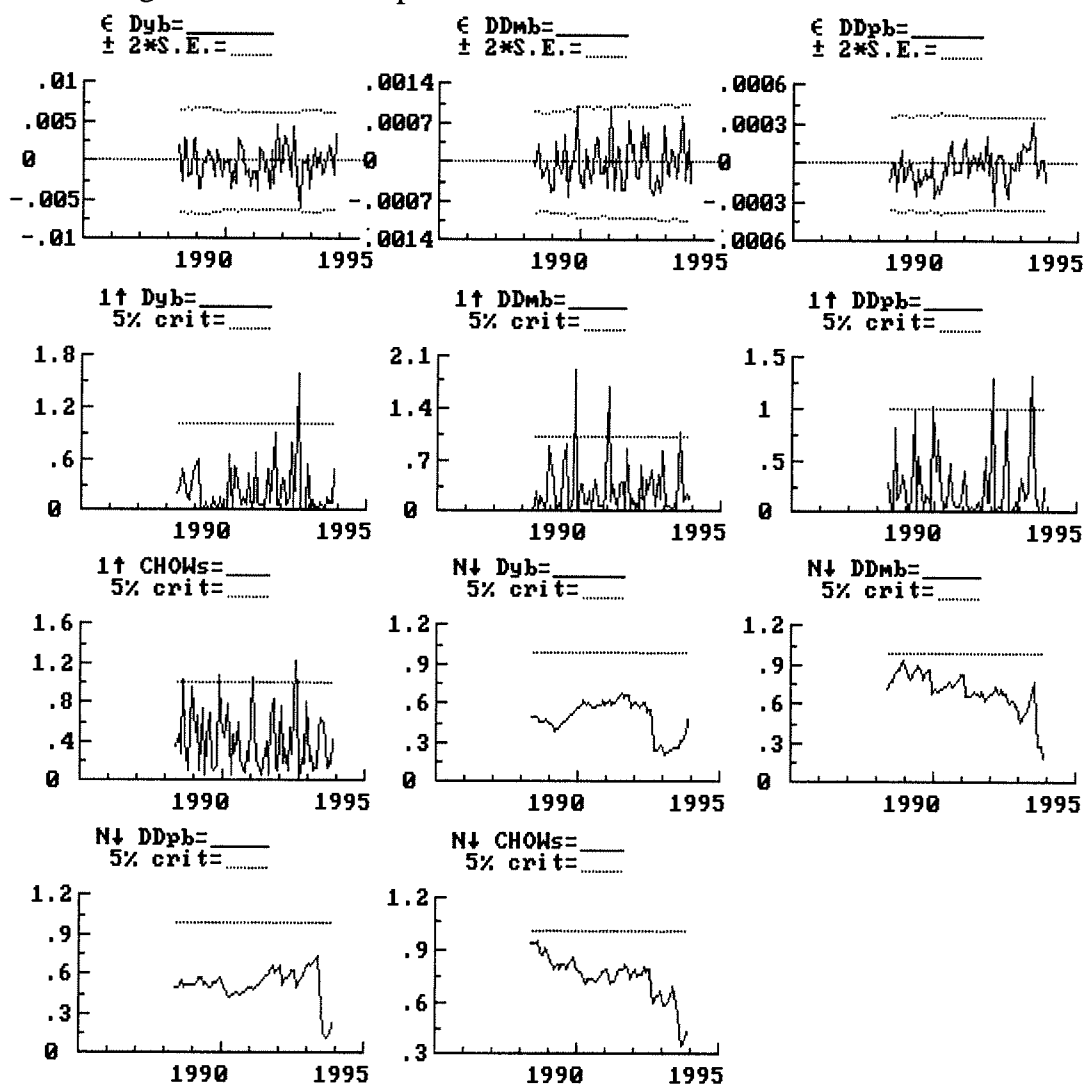 ϵ Dyb=
± 2*S.E.=
.01
.005
0
-.005
-.01
1990 1995
ϵ DDmb=
± 2*S.E.=
.0014
.0007
0
-.0007
.0014
1990 1995
ϵ DDpb=
± 2*S.E.=
.0006
.0003
0
-.0003
.0006
1990 1995
1↑ Dyb=
5% crit=
1.8
1.2
.6
0
1990 1995
1↑ DDmb=
5% crit=
2.1
1.4
.7
0
1990 1995
1↑ DDpb=
5% crit=
1.5
1
.5
0
1990 1995
1↑ CHOWs=
5% crit=
1.6
1.2
.8
.4
0
1990 1995
N↓ Dyb=
5% crit=
1.2
.9
.6
.3
0
1990 1995
N↓ DDmb=
5% crit=
1.2
.9
.6
.3
0
1990 1995
N↓ DDpb=
5% crit=
1.2
.9
.6
.3
0
1990 1995
N↓ CHOWs=
5% crit=
1.2
.9
.6
.3
1990 1995